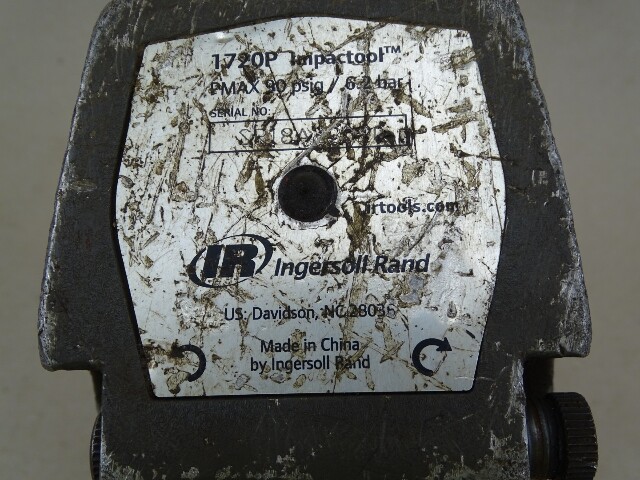 1720P Impactool™
PMAX 90 psig / 6.2 bar
SERIAL NO.
irtools.com
IR Ingersoll Rand
US: Davidson, NC 28036
Made in China
by Ingersoll Rand